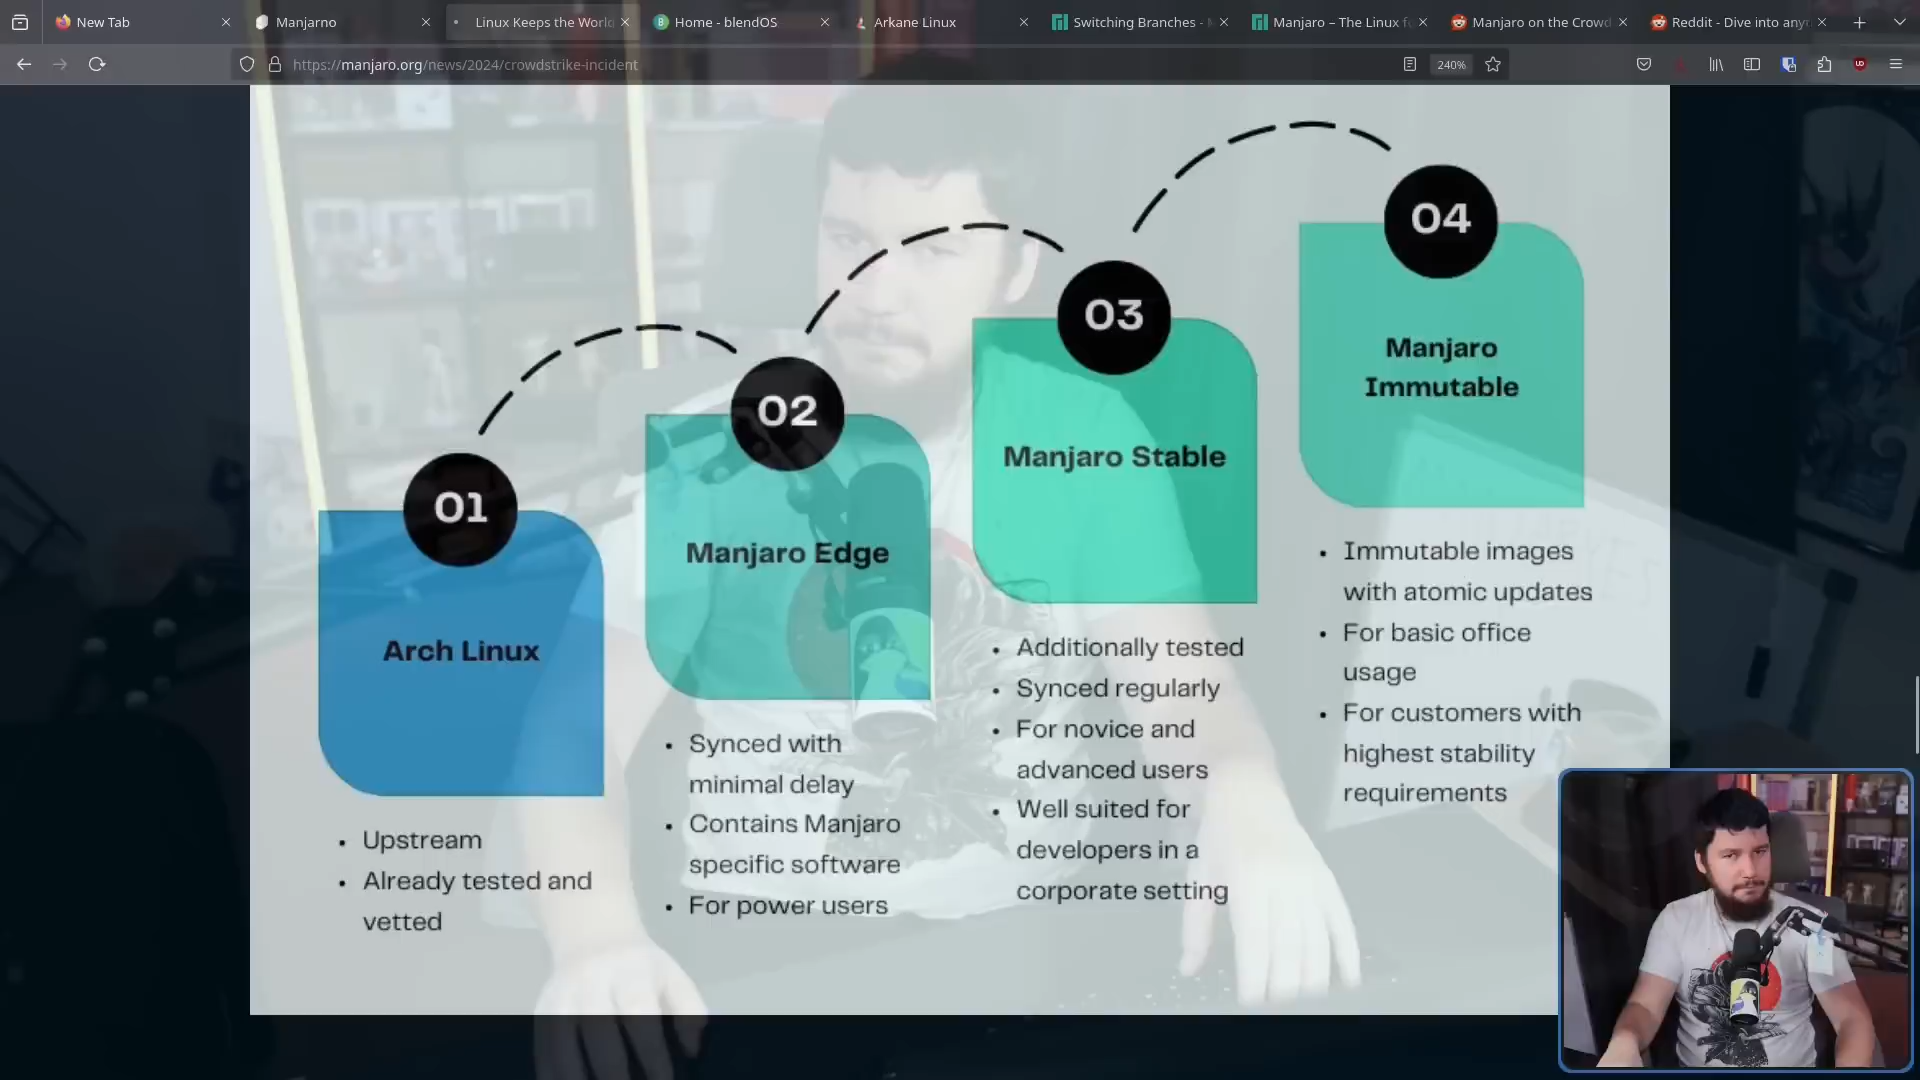 New Tab
Manjarno
Linux Keeps the World
Home - blendOS
Arkane Linux
Switching Branches -
Manjaro – The Linux f
Manjaro on the Crowd
Reddit - Dive into any
https://manjaro.org/news/2024/crowdstrike-incident
240%
01
Arch Linux
• Upstream
• Already tested and
vetted
02
Manjaro Edge
• Synced with
minimal delay
• Contains Manjaro
specific software
• For power users
03
Manjaro Stable
• Additionally tested
• Synced regularly
• For novice and
advanced users
• Well suited for
developers in a
corporate setting
04
Manjaro
Immutable
• Immutable images
with atomic updates
• For basic office
usage
• For customers with
highest stability
requirements